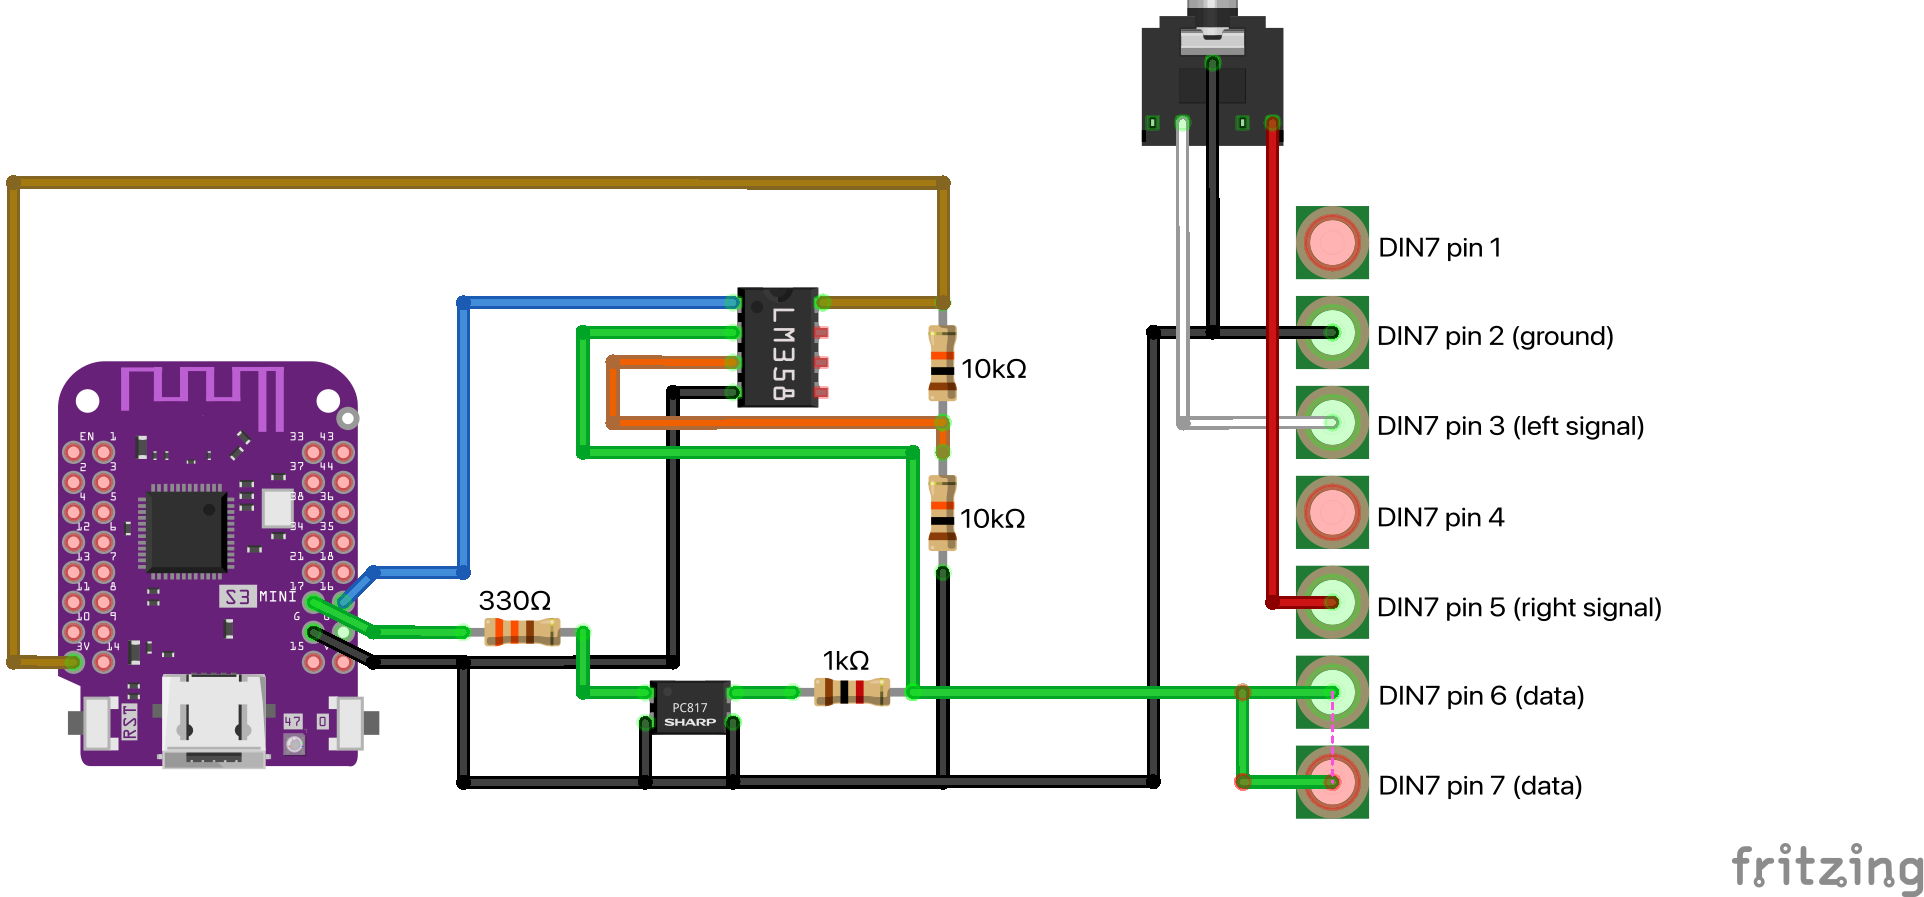 DIN7 pin 1
DIN7 pin 2 (ground)
DIN7 pin 3 (left signal)
DIN7 pin 4
DIN7 pin 5 (right signal)
DIN7 pin 6 (data)
DIN7 pin 7 (data)
LM358
10kΩ
10kΩ
330Ω
1kΩ
PC817
SHARP
EN 1
2 3
4 5
12 6
13 7
11 8
10 9
3V 14
33 43
37 44
38 36
34 35
21 18
17 16
S3 MINI
G
15
RST
47 0
fritzing